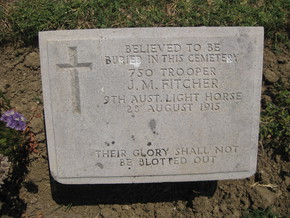 BELIEVED TO BE
BURIED IN THIS CEMETERY
750 TROOPER
J. M. FITCHER
9TH AUST. LIGHT HORSE
28 AUGUST 1915
THEIR GLORY SHALL NOT
BE BLOTTED OUT